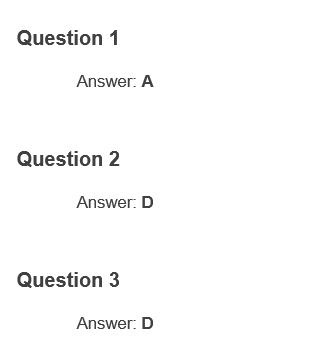 Question 1
Answer: A
Question 2
Answer: D
Question 3
Answer: D